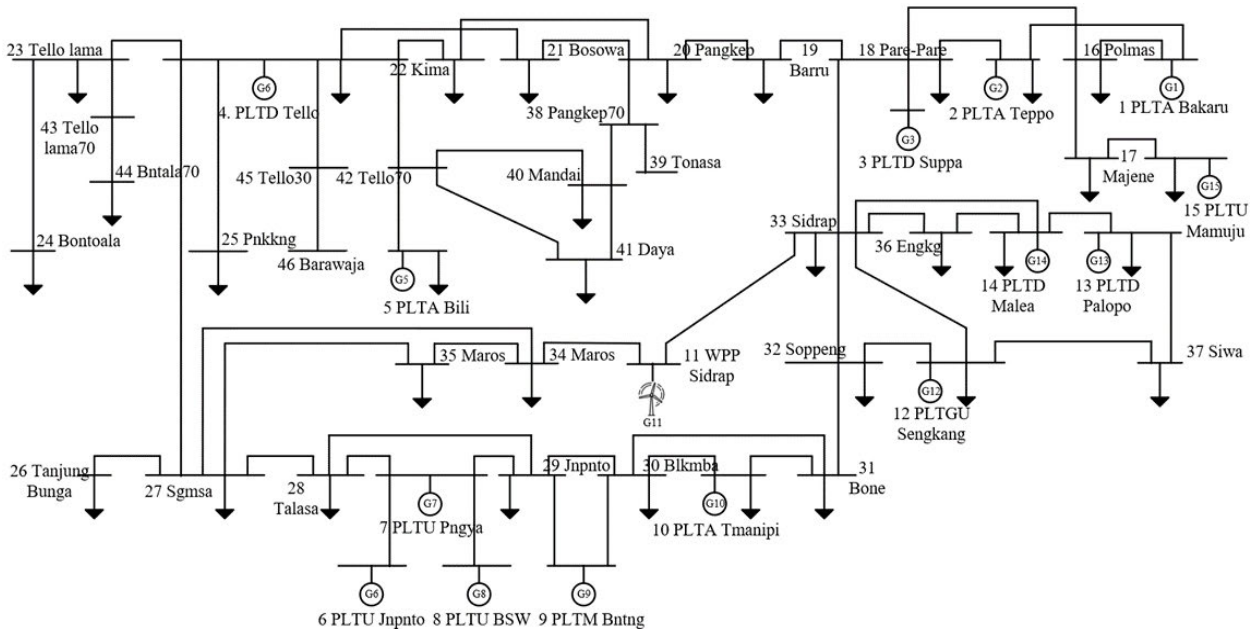 23 Tello lama
22 Kima
21 Bosowa
20 Pangkep
19
Barru
18 Pare-Pare
16 Polmas
G6
4. PLTD Tello
G2
2 PLTA Teppo
G1
1 PLTA Bakaru
38 Pangkep70
43 Tello
lama70
G3
3 PLTD Suppa
39 Tonasa
17
Majene
44 Bntala70
45 Tello30
42 Tello70
40 Mandai
G15
15 PLTU
Mamuju
33 Sidrap
24 Bontoala
25 Pnkkng
46 Barawaja
41 Daya
36 Engkg
G5
5 PLTA Bili
G14
14 PLTD
Malea
G13
13 PLTD
Palopo
35 Maros
34 Maros
11 WPP
Sidrap
G11
32 Soppeng
37 Siwa
G12
12 PLTGU
Sengkang
26 Tanjung
Bunga
27 Sgmsa
28
Talasa
29 Jnpnto
30 Blkmba
31
Bone
G7
7 PLTU Pngya
G10
10 PLTA Tmanipi
G6
6 PLTU Jnpnto
G8
8 PLTU BSW
G9
9 PLTM Bntng